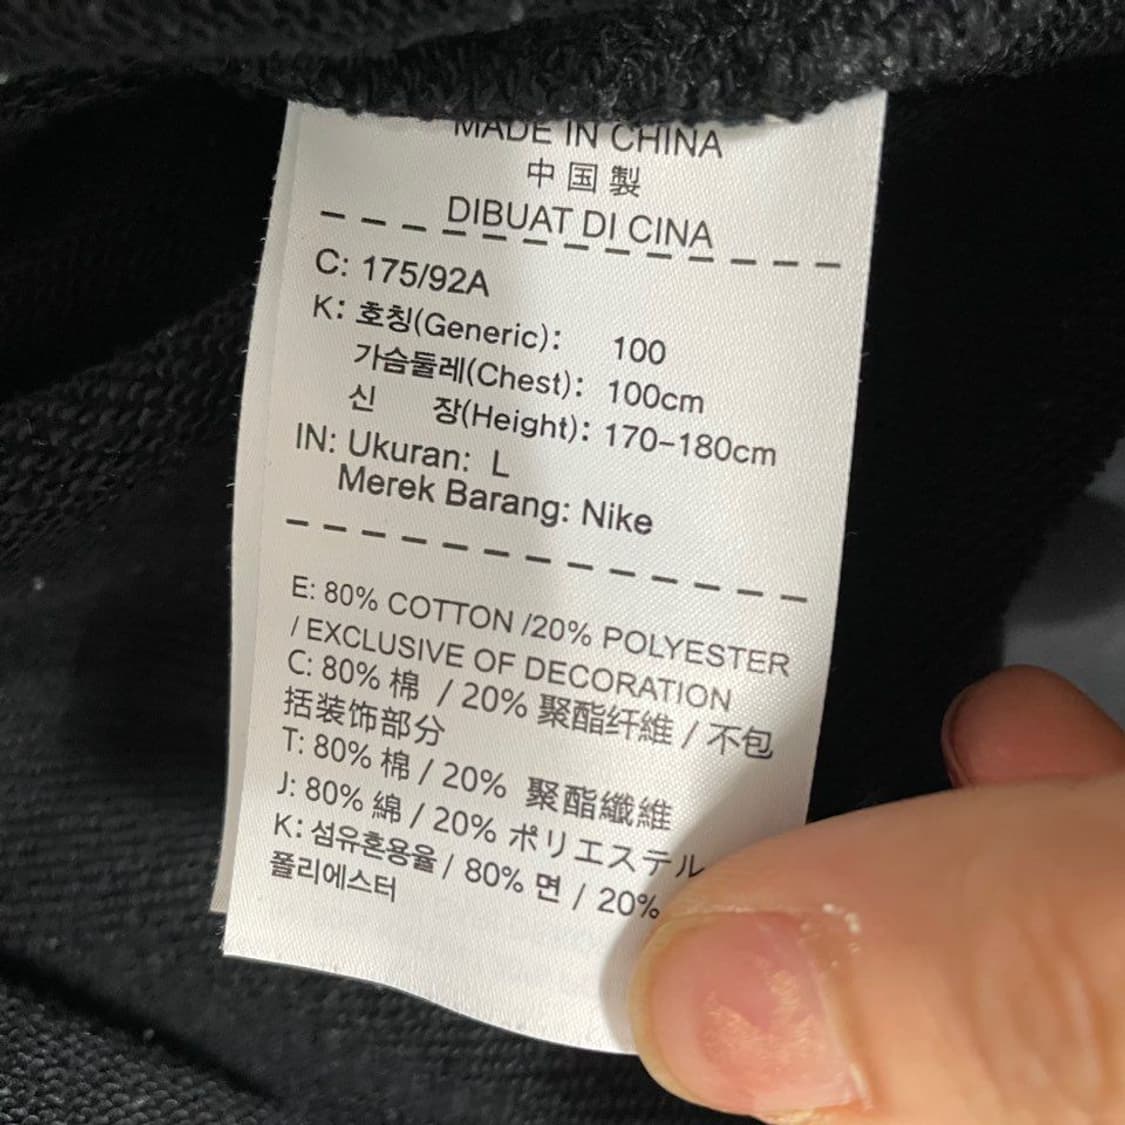 MADE IN CHINA
中国製
DIBUAT DI CINA
C: 175/92A
K: 호칭(Generic): 100
가슴둘레(Chest): 100cm
신 장(Height): 170-180cm
IN: Ukuran: L
Merek Barang: Nike
E: 80% COTTON /20% POLYESTER
/ EXCLUSIVE OF DECORATION
C: 80% 棉 / 20% 聚酯纤維 / 不包
括装饰部分
T: 80% 棉 / 20% 聚酯纖維
J: 80% 綿 / 20% ポリエステル
K: 섬유혼용율 / 80% 면 / 20%
폴리에스터